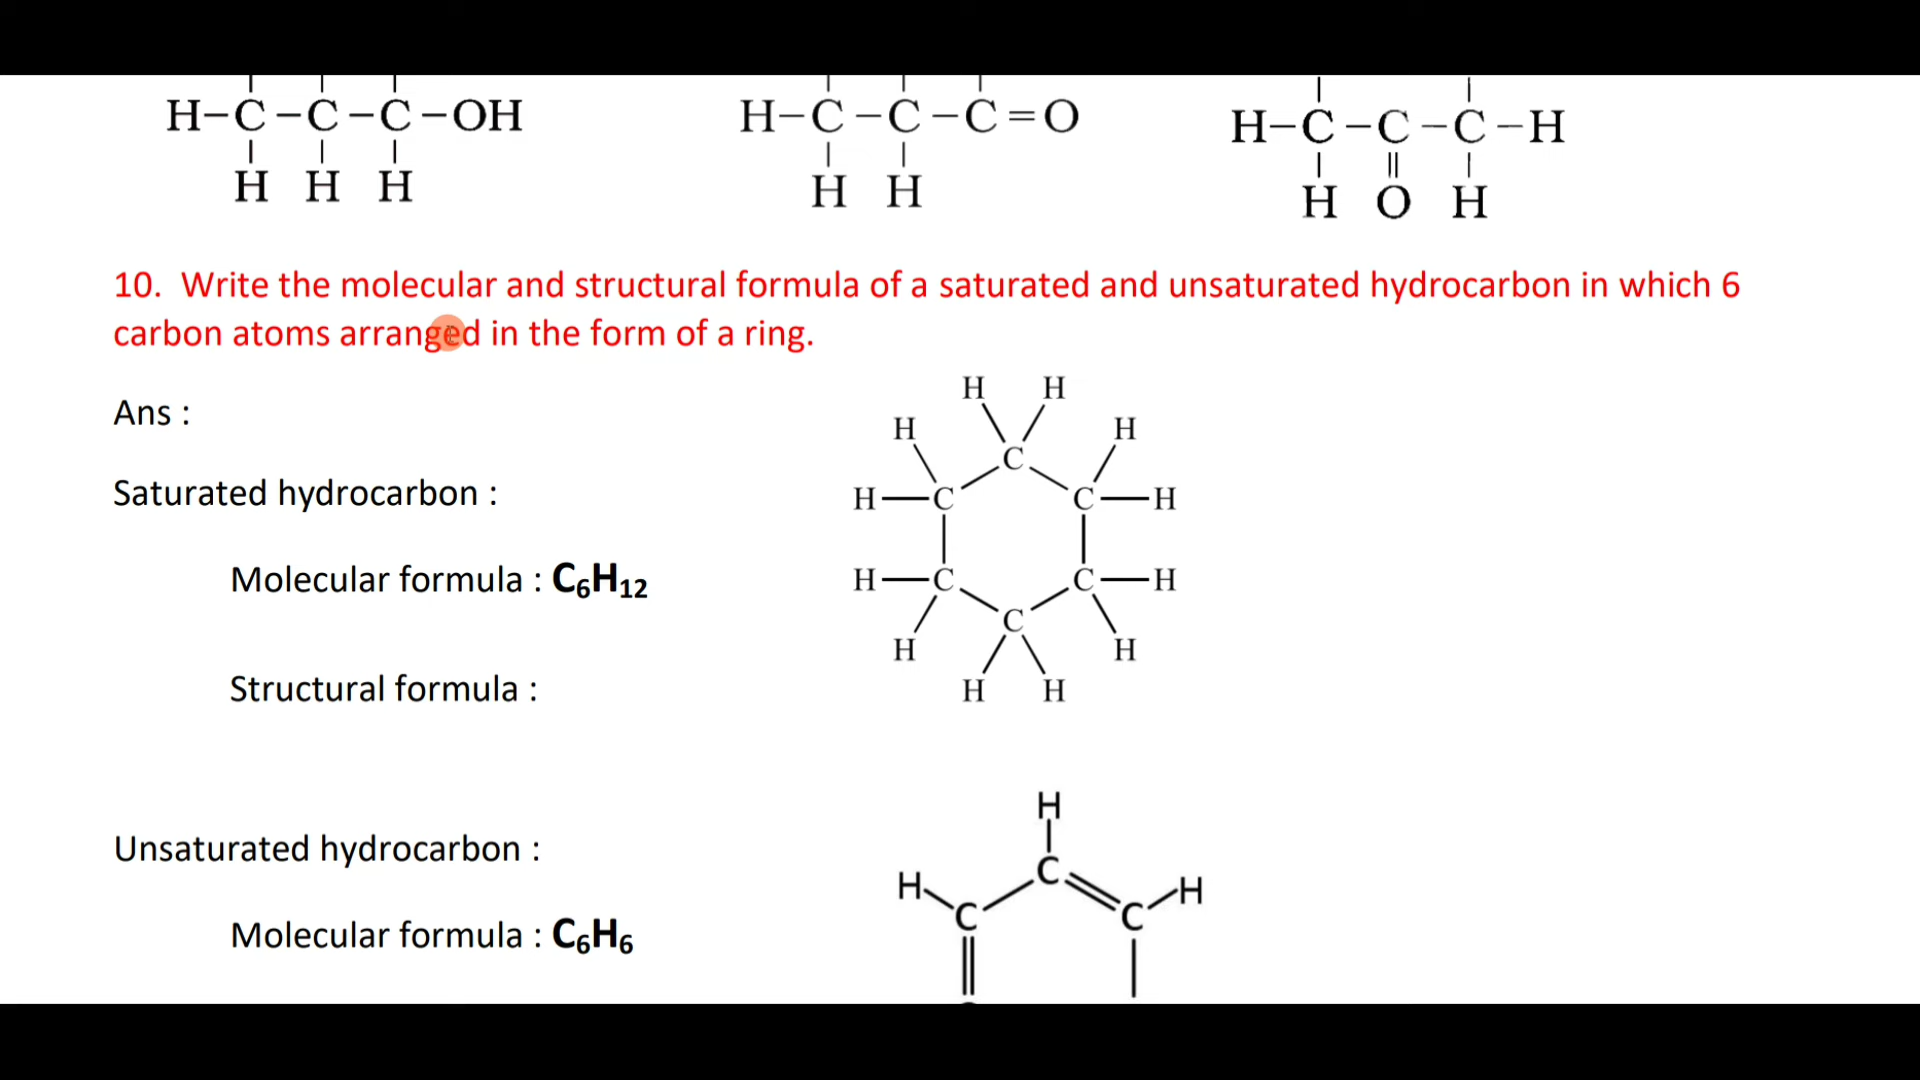 H–C–C–C–OH
H H H
H–C–C–C=O
H H
H–C–C–C–H
H O H
10. Write the molecular and structural formula of a saturated and unsaturated hydrocarbon in which 6
carbon atoms arranged in the form of a ring.
Ans :
Saturated hydrocarbon :
Molecular formula : C₆H₁₂
Structural formula :
H H
H H
C
H—C C—H
H—C C—H
C
H H
H H
Unsaturated hydrocarbon :
Molecular formula : C₆H₆
H
C
H H
C C